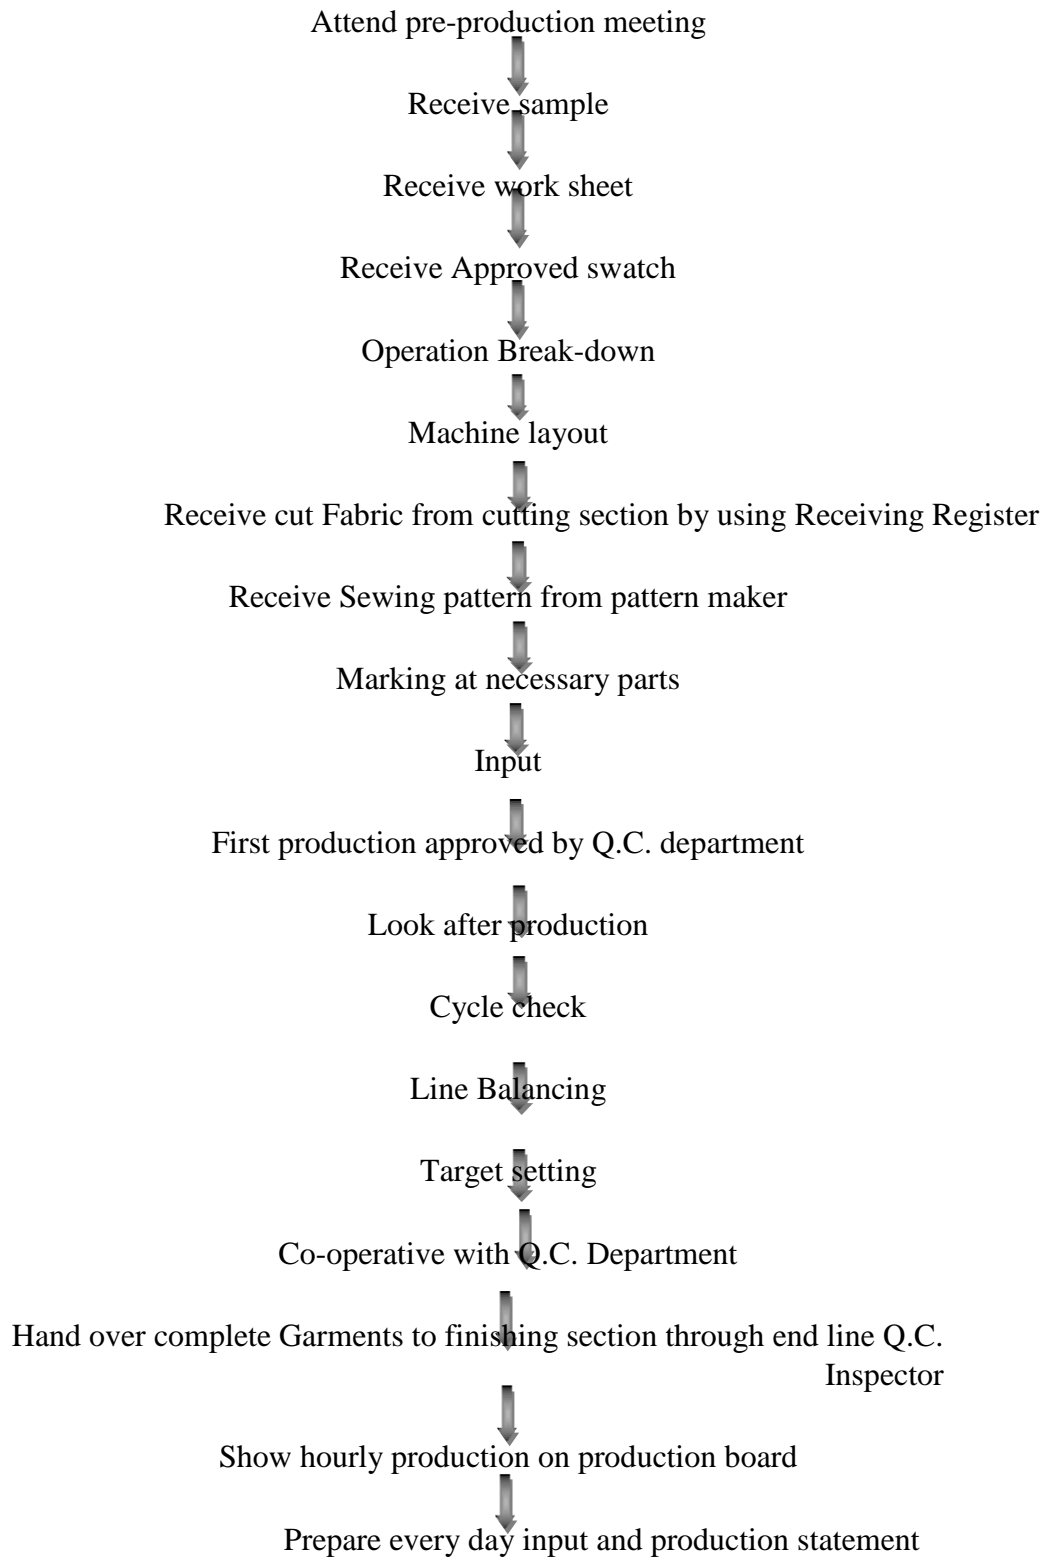 Attend pre-production meeting
Receive sample
Receive work sheet
Receive Approved swatch
Operation Break-down
Machine layout
Receive cut Fabric from cutting section by using Receiving Register
Receive Sewing pattern from pattern maker
Marking at necessary parts
Input
First production approved by Q.C. department
Look after production
Cycle check
Line Balancing
Target setting
Co-operative with Q.C. Department
Hand over complete Garments to finishing section through end line Q.C.
Inspector
Show hourly production on production board
Prepare every day input and production statement